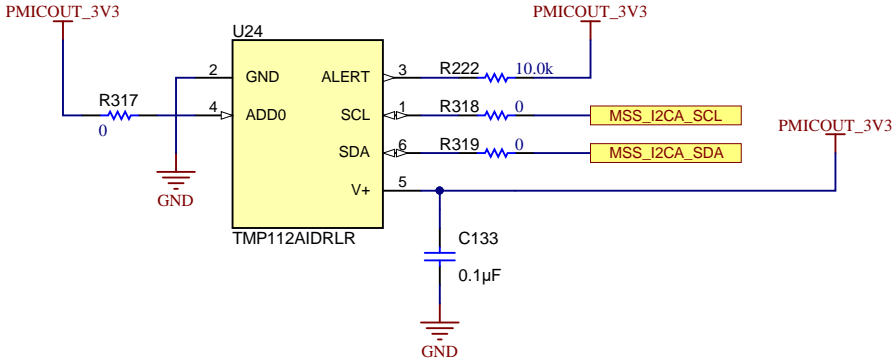 PMICOUT_3V3
PMICOUT_3V3
U24
2
GND
ALERT
3
R222
10.0k
R317
0
4
ADD0
SCL
1
R318
0
MSS_I2CA_SCL
PMICOUT_3V3
SDA
6
R319
0
MSS_I2CA_SDA
V+
5
GND
TMP112AIDRLR
C133
0.1µF
GND